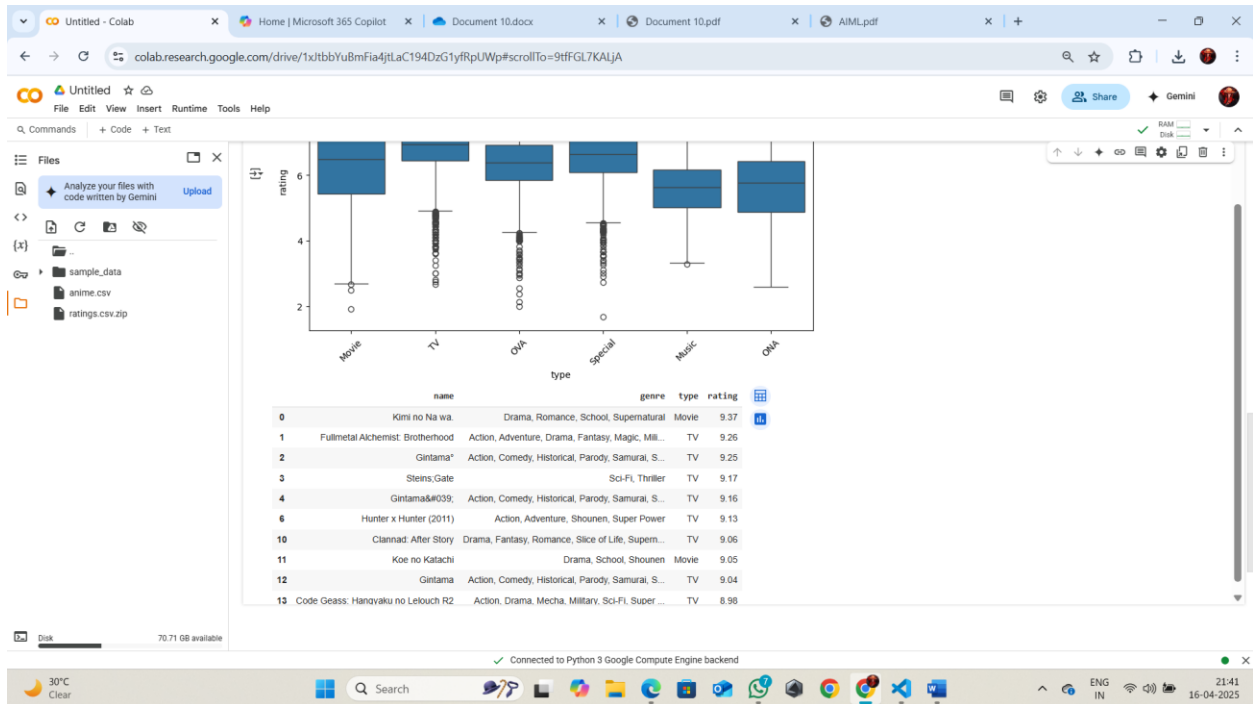 Untitled - Colab
Home | Microsoft 365 Copilot
Document 10.docx
Document 10.pdf
AIML.pdf
colab.research.google.com/drive/1xJtbbYuBmFia4jtLaC194DzG1yfRpUWp#scrollTo=9tfFGL7KALjA
Untitled
File Edit View Insert Runtime Tools Help
Share
Gemini
Commands + Code + Text
RAM
Disk
Files
Analyze your files with
code written by Gemini
Upload
{x}
..
sample_data
anime.csv
ratings.csv.zip
rating
6
4
2
Movie TV OVA Special Music ONA
type
name genre type rating
0 Kimi no Na wa. Drama, Romance, School, Supernatural Movie 9.37
1 Fullmetal Alchemist: Brotherhood Action, Adventure, Drama, Fantasy, Magic, Mili... TV 9.26
2 Gintama° Action, Comedy, Historical, Parody, Samurai, S... TV 9.25
3 Steins;Gate Sci-Fi, Thriller TV 9.17
4 Gintama&#039; Action, Comedy, Historical, Parody, Samurai, S... TV 9.16
6 Hunter x Hunter (2011) Action, Adventure, Shounen, Super Power TV 9.13
10 Clannad: After Story Drama, Fantasy, Romance, Slice of Life, Supern... TV 9.06
11 Koe no Katachi Drama, School, Shounen Movie 9.05
12 Gintama Action, Comedy, Historical, Parody, Samurai, S... TV 9.04
13 Code Geass: Hangyaku no Lelouch R2 Action, Drama, Mecha, Military, Sci-Fi, Super ... TV 8.98
Disk 70.71 GB available
Connected to Python 3 Google Compute Engine backend
30°C
Clear
Search
7
ENG
IN
21:41
16-04-2025